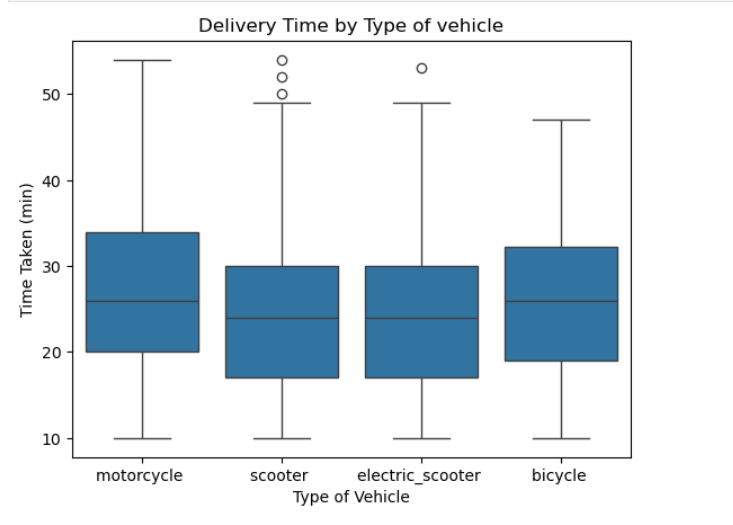 Delivery Time by Type of vehicle
50
40
30
20
10
Time Taken (min)
motorcycle scooter electric_scooter bicycle
Type of Vehicle